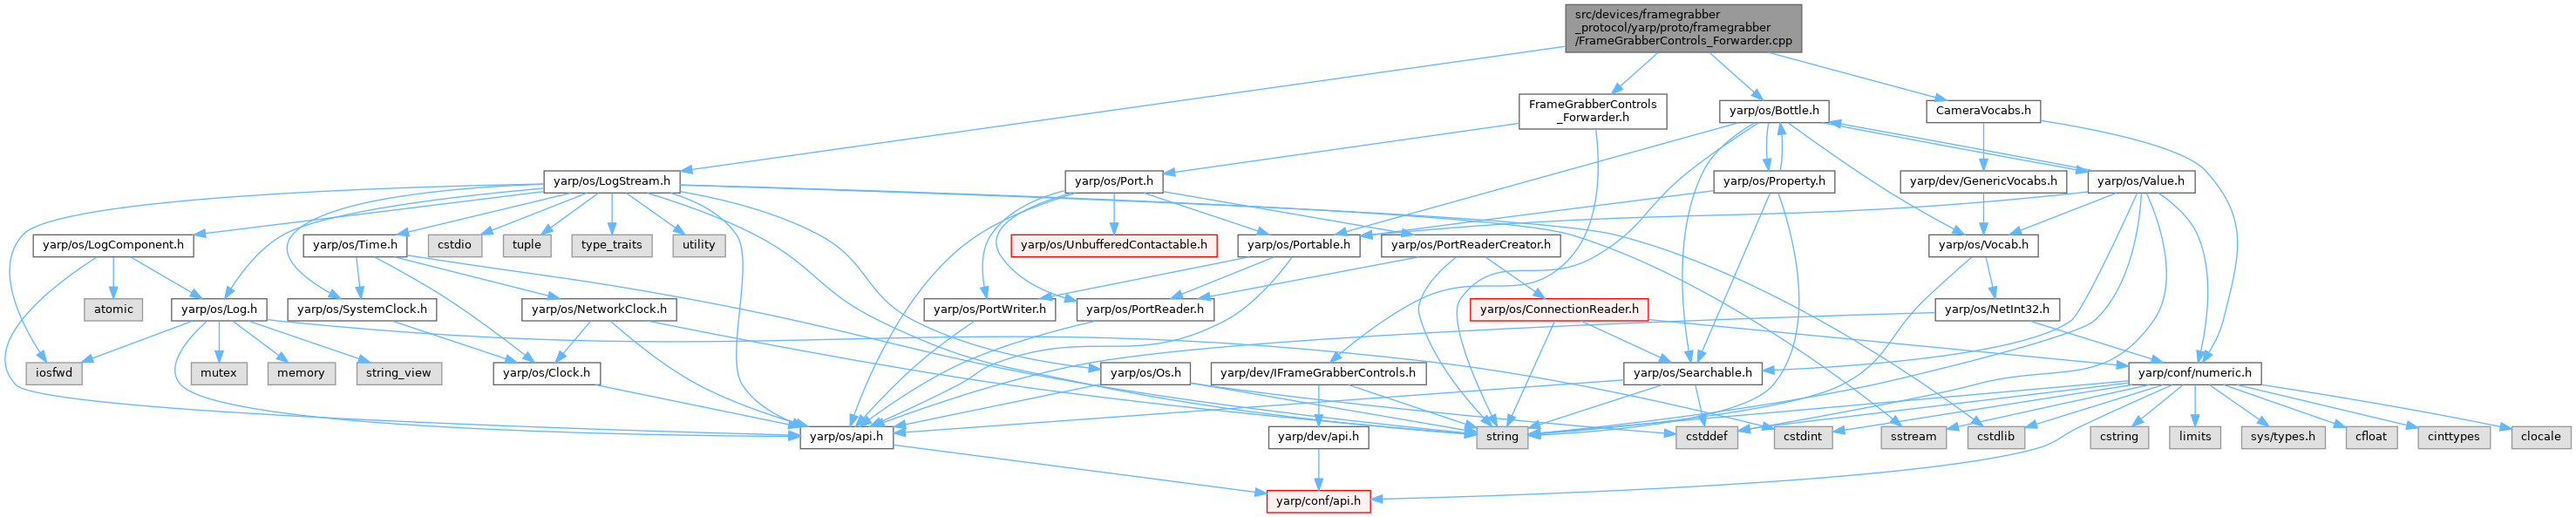 src/devices/framegrabber
_protocol/yarp/proto/framegrabber
/FrameGrabberControls_Forwarder.cpp
FrameGrabberControls
_Forwarder.h
yarp/os/Bottle.h
CameraVocabs.h
yarp/os/LogStream.h
yarp/os/Port.h
yarp/os/Property.h
yarp/dev/GenericVocabs.h
yarp/os/Value.h
yarp/os/LogComponent.h
yarp/os/Time.h
cstdio
tuple
type_traits
utility
yarp/os/UnbufferedContactable.h
yarp/os/Portable.h
yarp/os/PortReaderCreator.h
yarp/os/Vocab.h
atomic
yarp/os/Log.h
yarp/os/SystemClock.h
yarp/os/NetworkClock.h
yarp/os/PortWriter.h
yarp/os/PortReader.h
yarp/os/ConnectionReader.h
yarp/os/NetInt32.h
iosfwd
mutex
memory
string_view
yarp/os/Clock.h
yarp/os/Os.h
yarp/dev/IFrameGrabberControls.h
yarp/os/Searchable.h
yarp/conf/numeric.h
yarp/os/api.h
yarp/dev/api.h
string
cstddef
cstdint
sstream
cstdlib
cstring
limits
sys/types.h
cfloat
cinttypes
clocale
yarp/conf/api.h